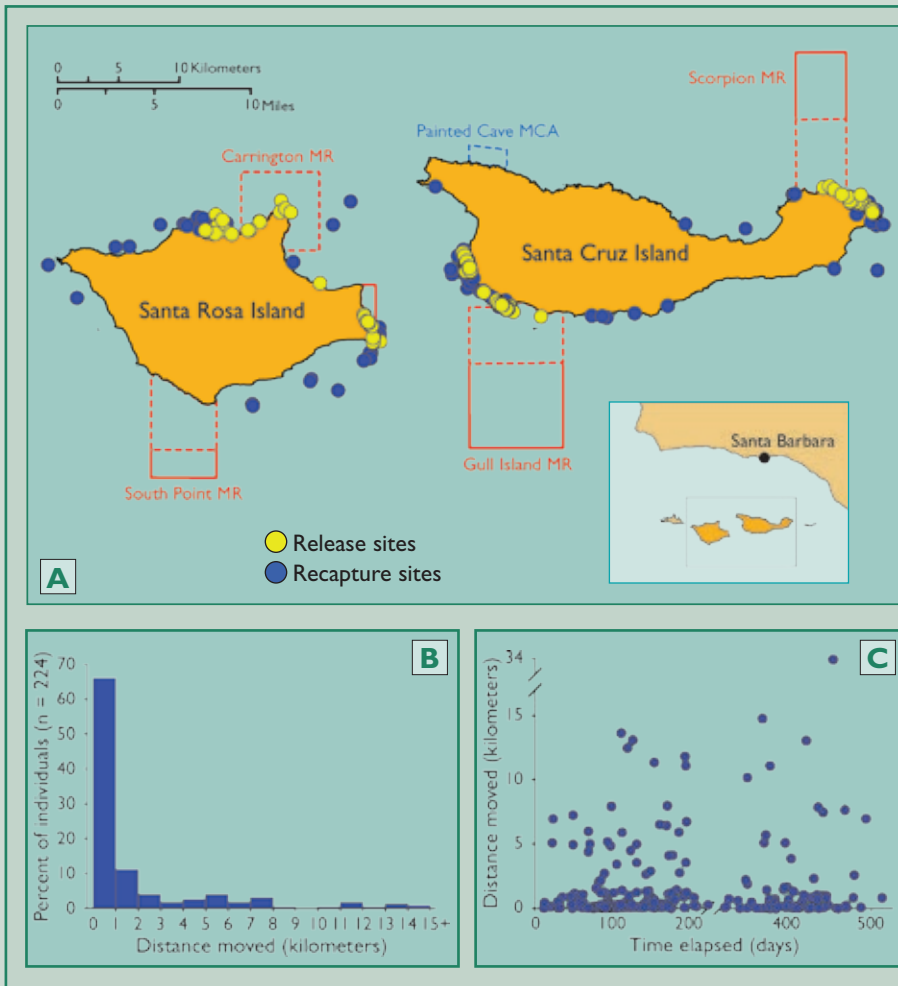 0 5 10 Kilometers
0 5 10 Miles
Scorpion MR
Painted Cave MCA
Carrington MR
Santa Cruz Island
Santa Rosa Island
Santa Barbara
Gull Island MR
South Point MR
Release sites
Recapture sites
A
B
Percent of individuals (n = 224)
70
60
50
40
30
20
10
0
0 1 2 3 4 5 6 7 8 9 10 11 12 13 14 15+
Distance moved (kilometers)
C
Distance moved (kilometers)
34
15
10
5
0
0 100 200 400 500
Time elapsed (days)